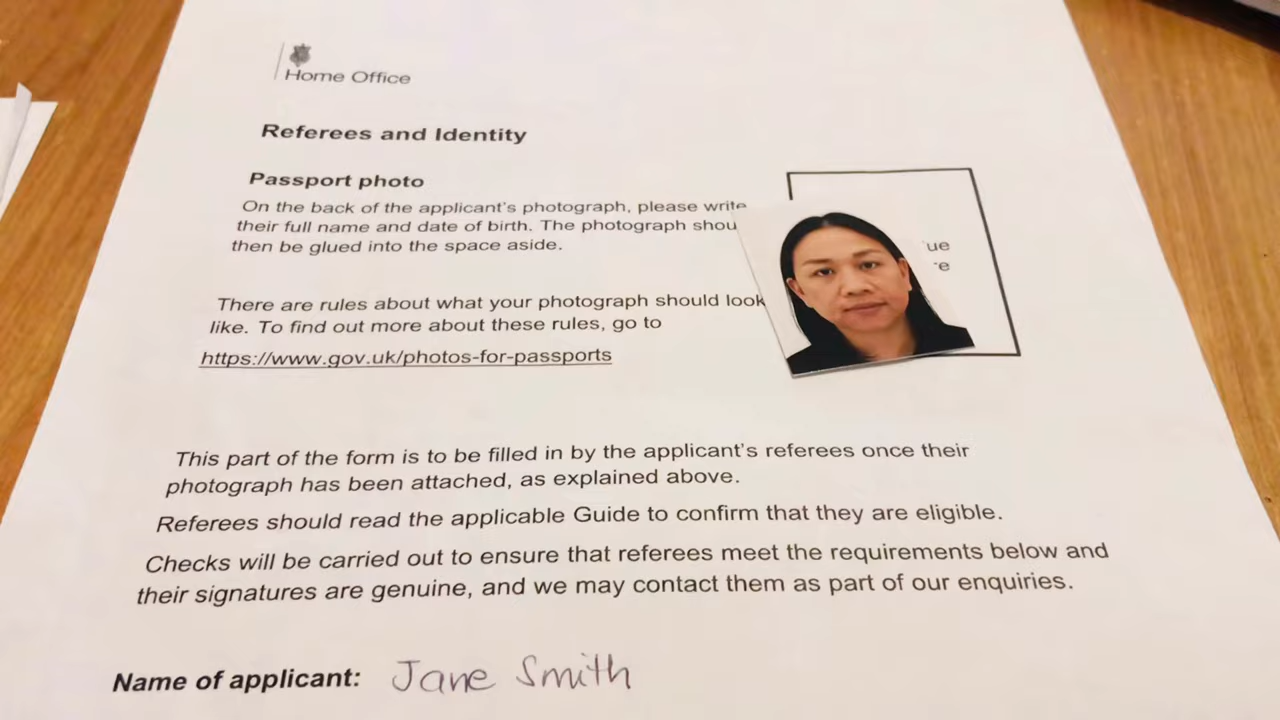 Home Office
Referees and Identity
Passport photo
On the back of the applicant's photograph, please write
their full name and date of birth. The photograph shou
then be glued into the space aside.
ue
re
There are rules about what your photograph should look
like. To find out more about these rules, go to
https://www.gov.uk/photos-for-passports
This part of the form is to be filled in by the applicant's referees once their
photograph has been attached, as explained above.
Referees should read the applicable Guide to confirm that they are eligible.
Checks will be carried out to ensure that referees meet the requirements below and
their signatures are genuine, and we may contact them as part of our enquiries.
Name of applicant: Jane Smith